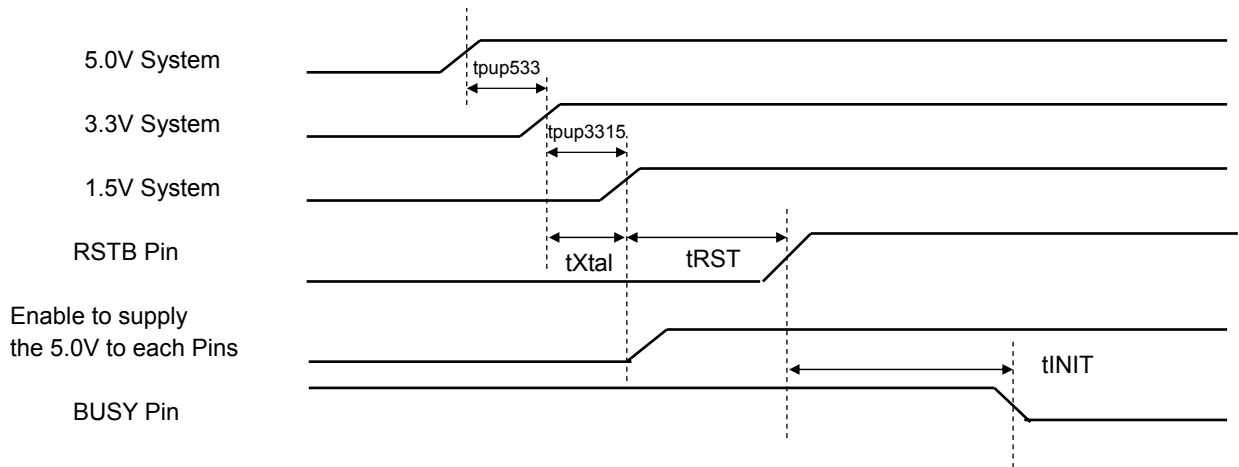 5.0V System
tpup533
3.3V System
tpup3315
1.5V System
RSTB Pin
tXtal
tRST
Enable to supply
the 5.0V to each Pins
tINIT
BUSY Pin